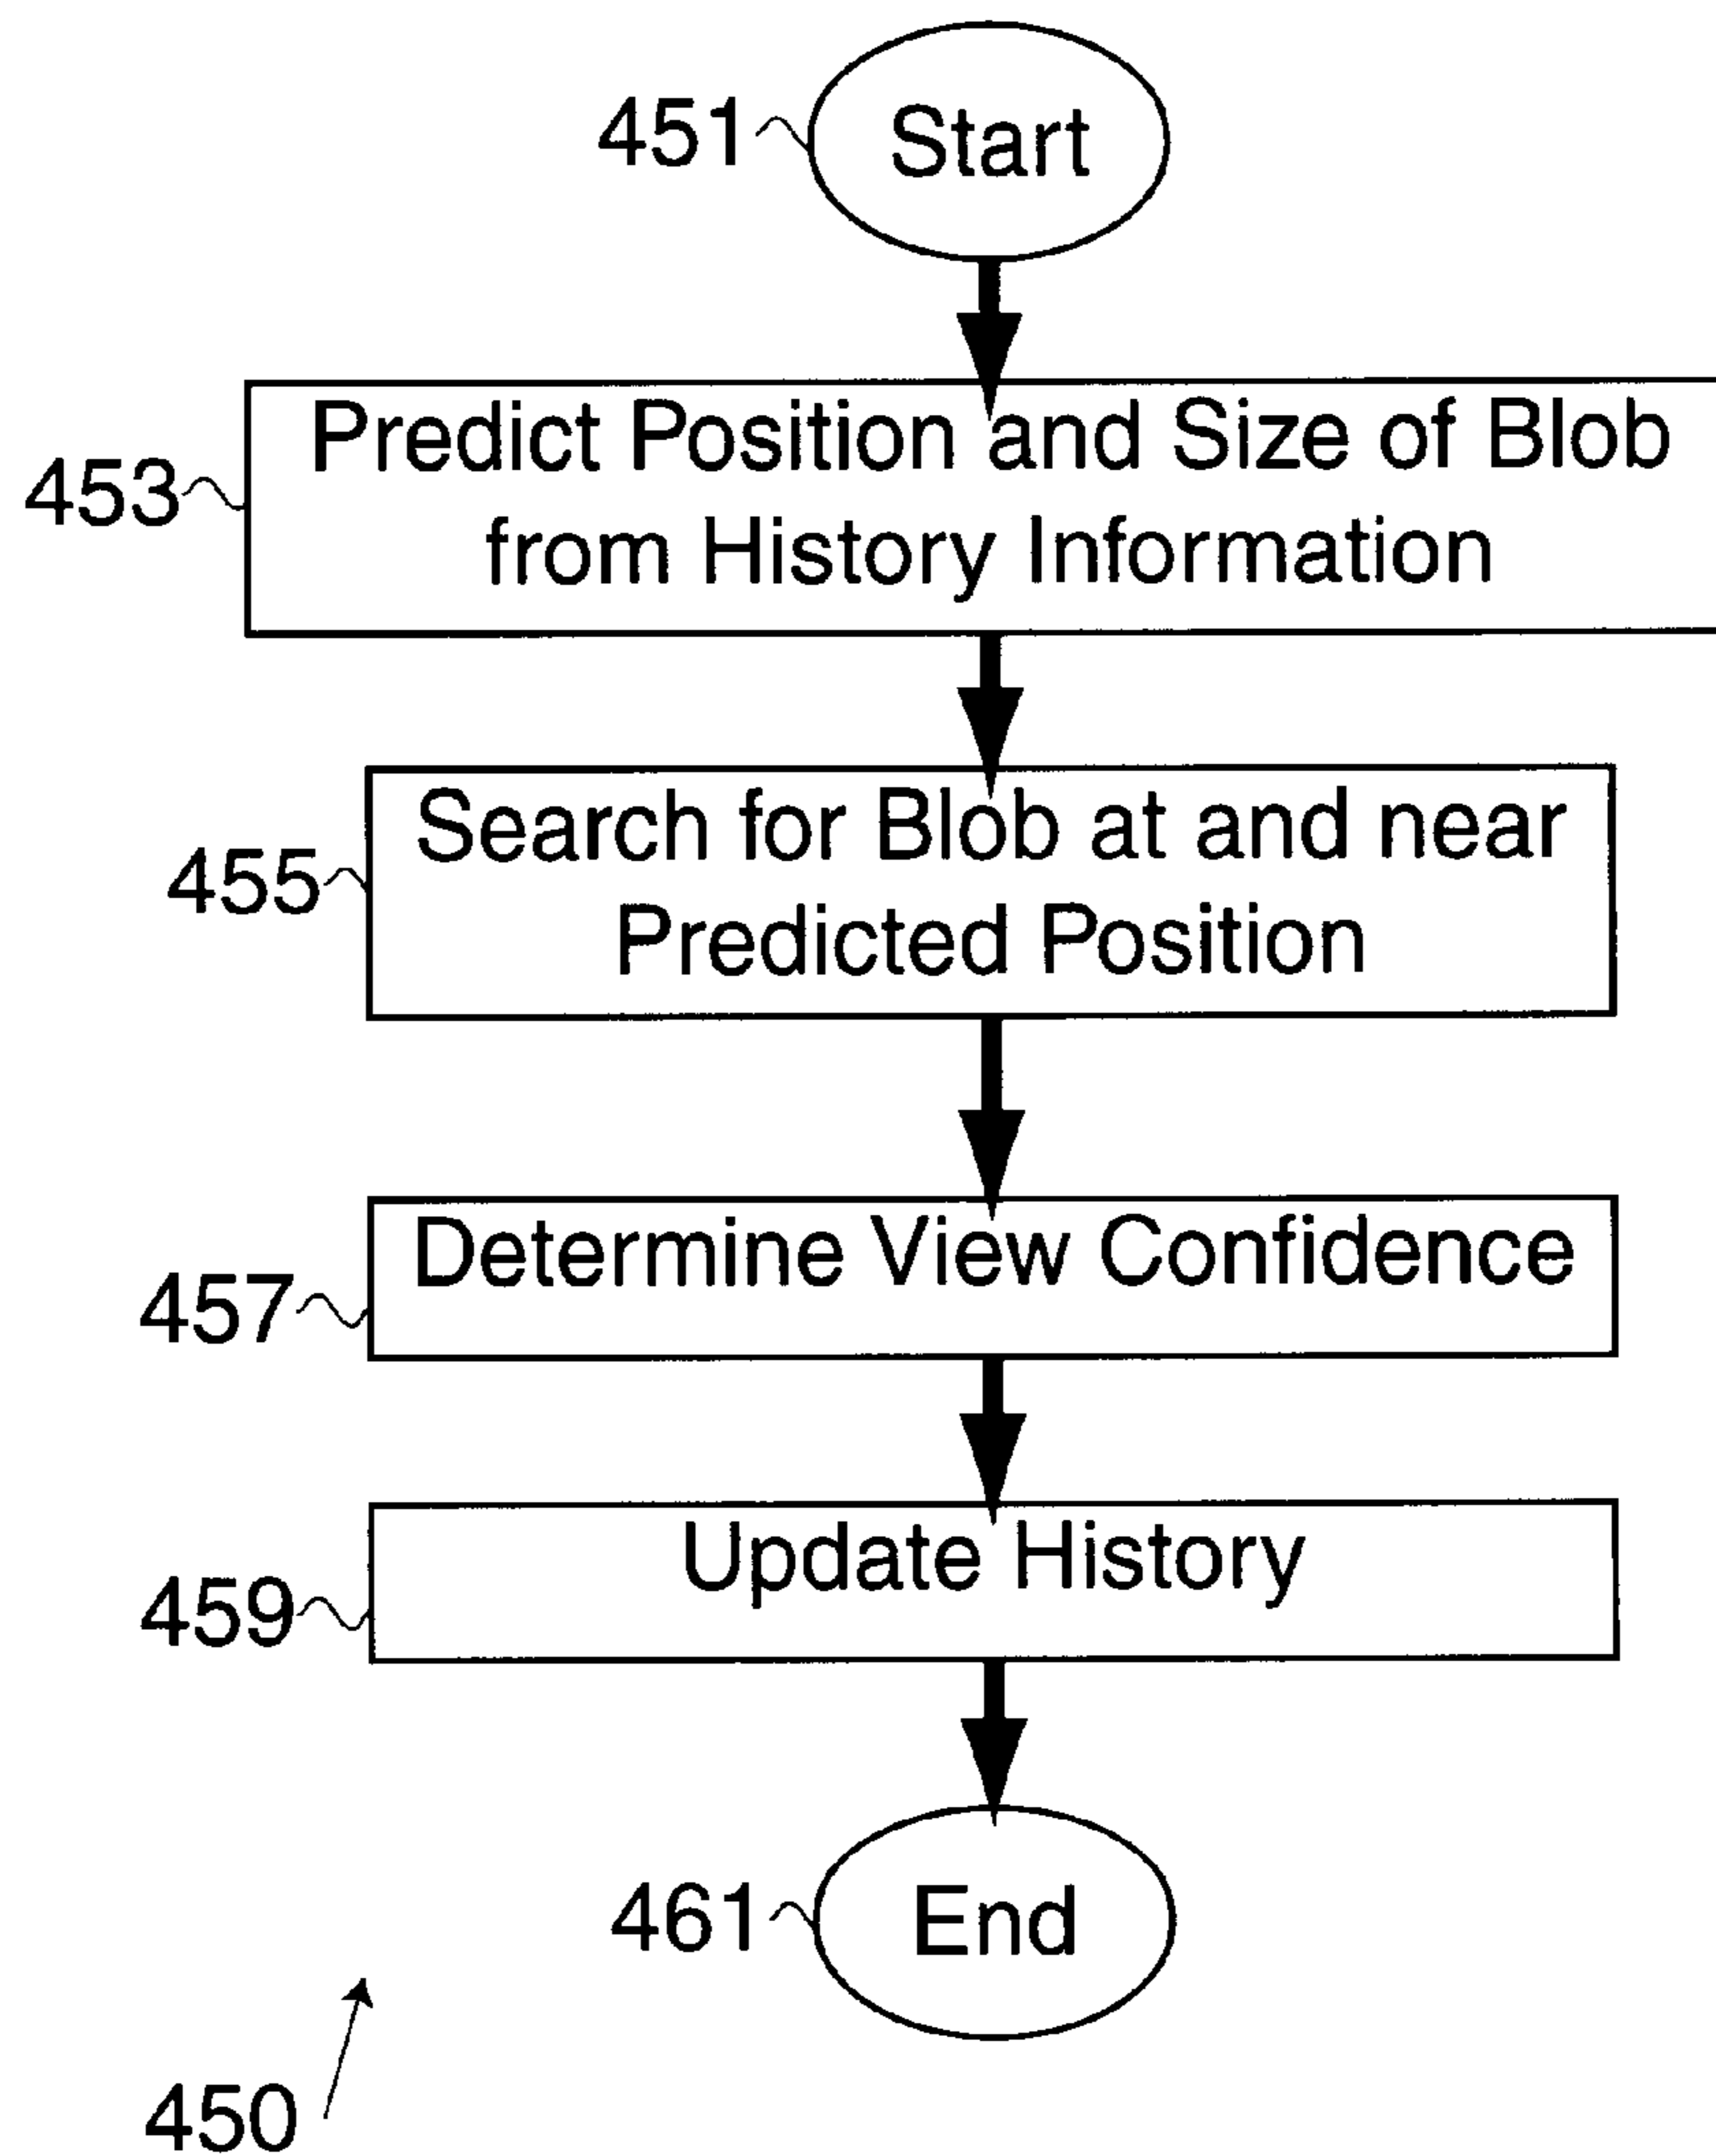 451
Start
453
Predict Position and Size of Blob
from History Information
455
Search for Blob at and near
Predicted Position
457
Determine View Confidence
459
Update History
461
End
450